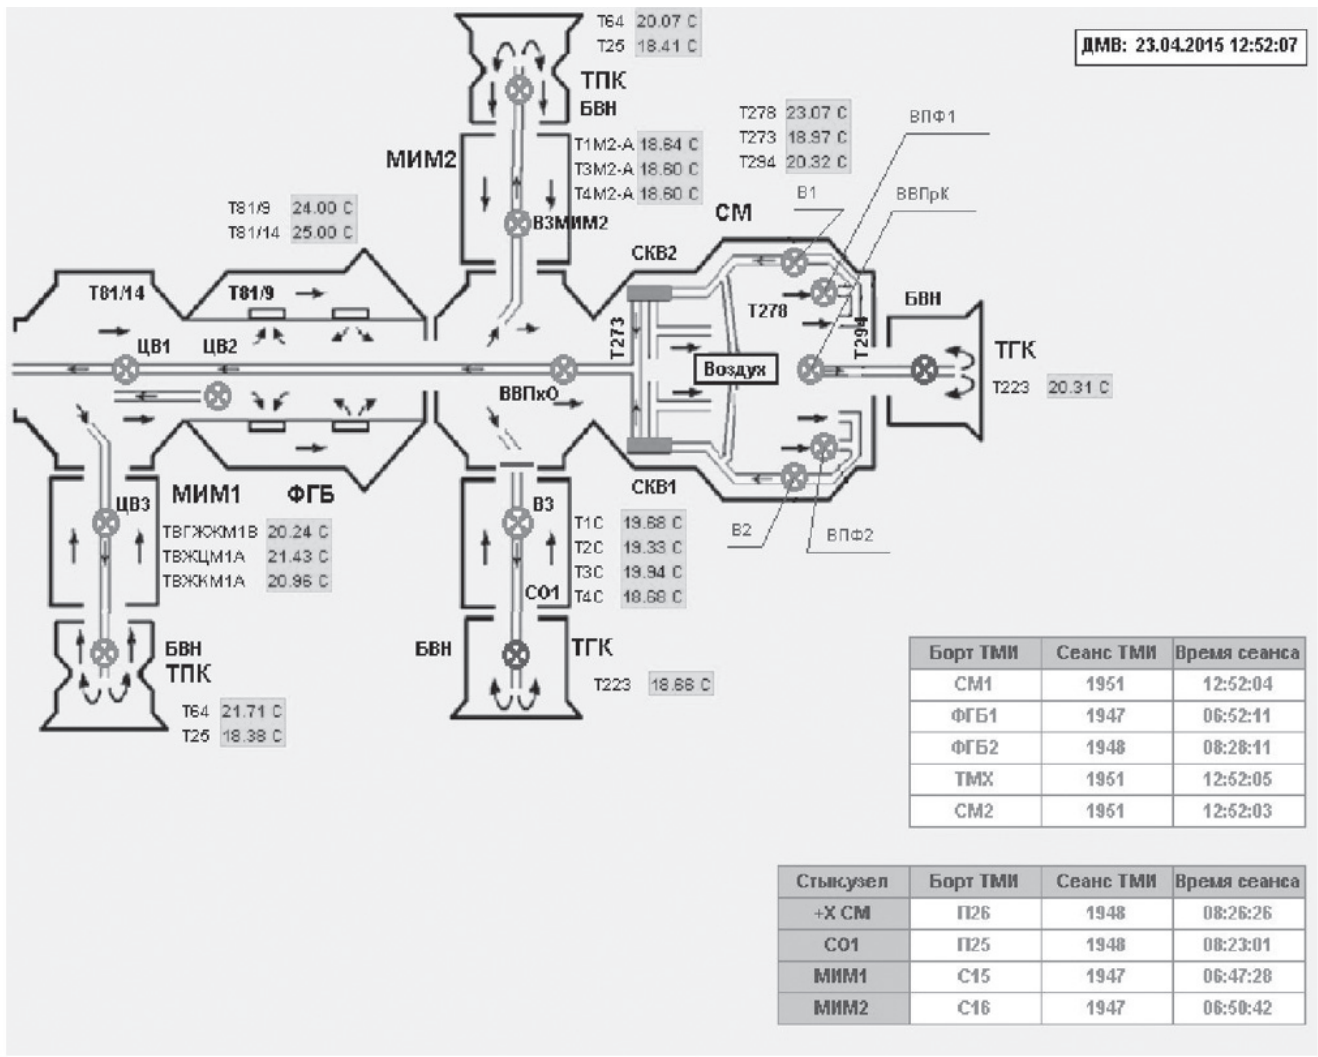 ДМВ: 23.04.2015 12:52:07
Т64 20.07 С
Т25 18.41 С
ТПК
БВН
МИМ2
Т1М2-А 18.64 С
Т3М2-А 18.60 С
Т4М2-А 18.60 С
ВЗМИМ2
Т278 23.07 С
Т273 18.97 С
Т294 20.32 С
ВПФ1
В1
ВВПрК
СМ
СКВ2
Т81/9 24.00 С
Т81/14 25.00 С
Т81/14
Т81/9
ЦВ1
ЦВ2
ВВПхО
Т273
Т278
Т294
Воздух
БВН
ТГК
Т223 20.31 С
СКВ1
В2
ВПФ2
МИМ1
ФГБ
ЦВ3
ТВГЖЖМ1В 20.24 С
ТВЖЦМ1А 21.43 С
ТВЖКМ1А 20.96 С
БВН
ТПК
Т64 21.71 С
Т25 18.38 С
В3
Т1С 19.68 С
Т2С 19.33 С
Т3С 19.94 С
Т4С 18.68 С
СО1
БВН
ТГК
Т223 18.66 С
Борт ТМИ Сеанс ТМИ Время сеанса
СМ1 1951 12:52:04
ФГБ1 1947 06:52:11
ФГБ2 1948 08:28:11
ТМХ 1951 12:52:05
СМ2 1951 12:52:03
Стык.узел Борт ТМИ Сеанс ТМИ Время сеанса
+Х СМ П26 1948 08:26:26
СО1 П25 1948 08:23:01
МИМ1 С15 1947 06:47:28
МИМ2 С16 1947 06:50:42